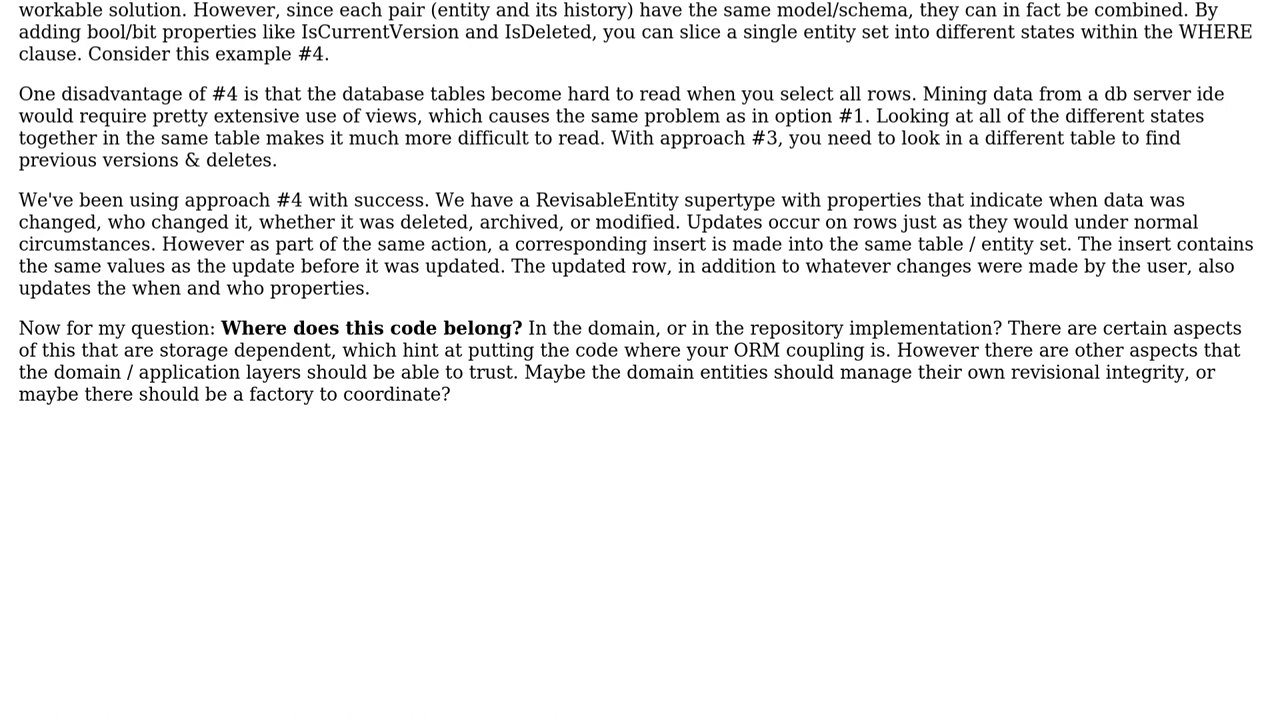 workable solution. However, since each pair (entity and its history) have the same model/schema, they can in fact be combined. By
adding bool/bit properties like IsCurrentVersion and IsDeleted, you can slice a single entity set into different states within the WHERE
clause. Consider this example #4.
One disadvantage of #4 is that the database tables become hard to read when you select all rows. Mining data from a db server ide
would require pretty extensive use of views, which causes the same problem as in option #1. Looking at all of the different states
together in the same table makes it much more difficult to read. With approach #3, you need to look in a different table to find
previous versions & deletes.
We've been using approach #4 with success. We have a RevisableEntity supertype with properties that indicate when data was
changed, who changed it, whether it was deleted, archived, or modified. Updates occur on rows just as they would under normal
circumstances. However as part of the same action, a corresponding insert is made into the same table / entity set. The insert contains
the same values as the update before it was updated. The updated row, in addition to whatever changes were made by the user, also
updates the when and who properties.
Now for my question: Where does this code belong? In the domain, or in the repository implementation? There are certain aspects
of this that are storage dependent, which hint at putting the code where your ORM coupling is. However there are other aspects that
the domain / application layers should be able to trust. Maybe the domain entities should manage their own revisional integrity, or
maybe there should be a factory to coordinate?